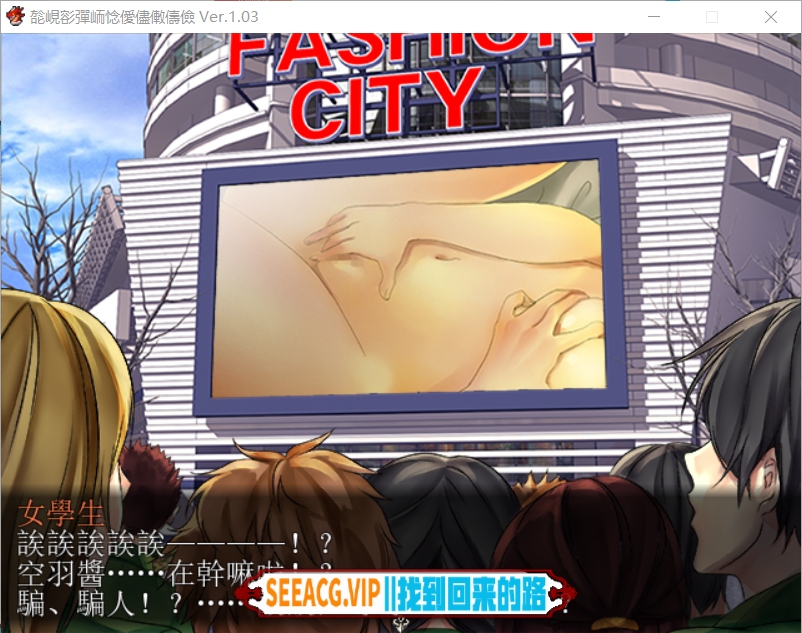 Ver.1.03
FASHION
CITY
女學生
誒誒誒誒誒————！？
空羽醬……在幹嘛啦！？
騙、騙人！？……
SEEACG.VIP||找到回来的路